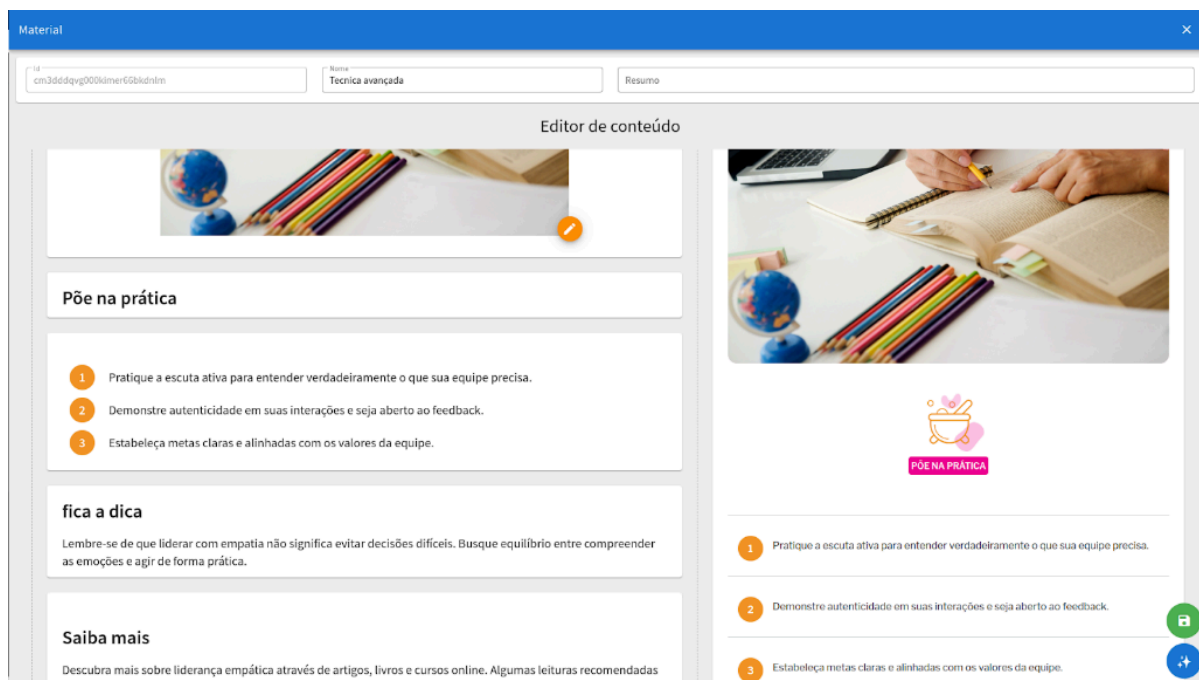 Material
Id
cm3dddqvg000kimer66bkdnlm
Nome
Tecnica avançada
Resumo
Editor de conteúdo
Põe na prática
1 Pratique a escuta ativa para entender verdadeiramente o que sua equipe precisa.
2 Demonstre autenticidade em suas interações e seja aberto ao feedback.
3 Estabeleça metas claras e alinhadas com os valores da equipe.
fica a dica
Lembre-se de que liderar com empatia não significa evitar decisões difíceis. Busque equilíbrio entre compreender
as emoções e agir de forma prática.
Saiba mais
Descubra mais sobre liderança empática através de artigos, livros e cursos online. Algumas leituras recomendadas
PÕE NA PRÁTICA
1 Pratique a escuta ativa para entender verdadeiramente o que sua equipe precisa.
2 Demonstre autenticidade em suas interações e seja aberto ao feedback.
3 Estabeleça metas claras e alinhadas com os valores da equipe.